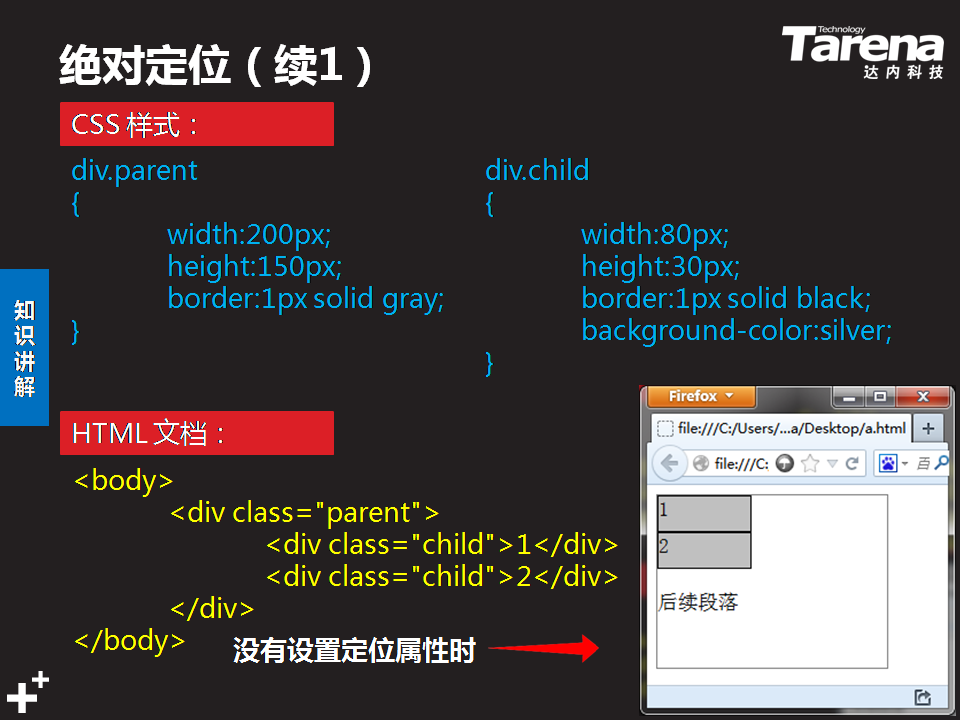 绝对定位（续1）
Technology
Tarena
达内科技
CSS 样式：
div.parent
{
width:200px;
height:150px;
border:1px solid gray;
}
div.child
{
width:80px;
height:30px;
border:1px solid black;
background-color:silver;
}
知识讲解
HTML 文档：
<body>
<div class="parent">
<div class="child">1</div>
<div class="child">2</div>
</div>
</body>
没有设置定位属性时
Firefox
file:///C:/Users/...a/Desktop/a.html
file:///C:
百
1
2
后续段落